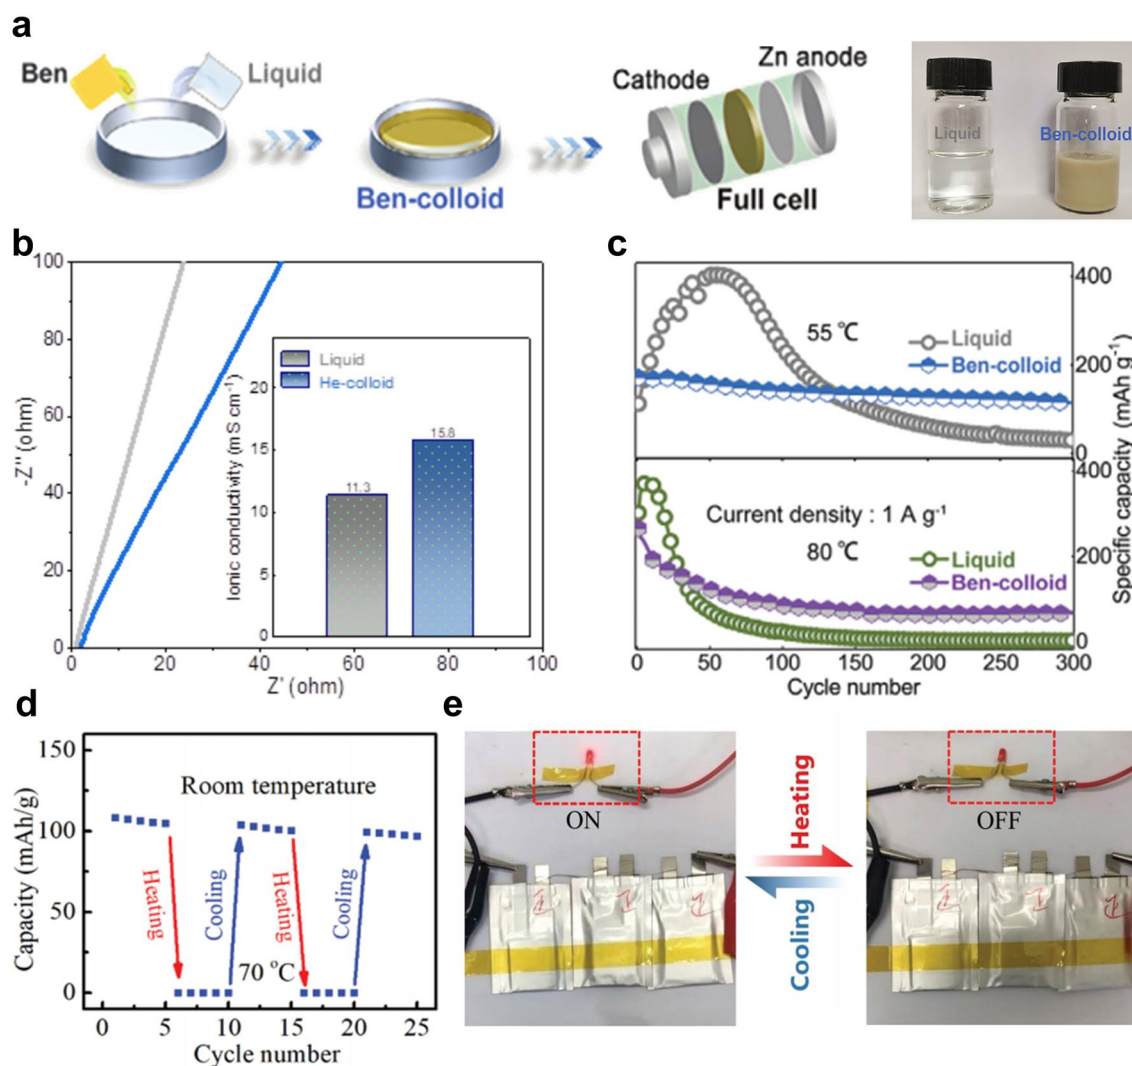 a
Ben
Liquid
Ben-colloid
Cathode
Zn anode
Full cell
Liquid
Ben-colloid
b
100
80
60
40
20
0
-Z'' (ohm)
0
20
40
60
80
100
Z' (ohm)
Liquid
He-colloid
Ionic conductivity (mS cm⁻¹)
20
15
10
5
0
11.3
15.8
c
55 ℃
Liquid
Ben-colloid
400
200
0
Current density : 1 A g⁻¹
80 ℃
Liquid
Ben-colloid
400
200
0
Specific capacity (mAh g⁻¹)
0
50
100
150
200
250
300
Cycle number
d
150
100
50
0
Capacity (mAh/g)
Room temperature
Heating
Cooling
Heating
Cooling
70 °C
0
5
10
15
20
25
Cycle number
e
ON
Heating
Cooling
OFF